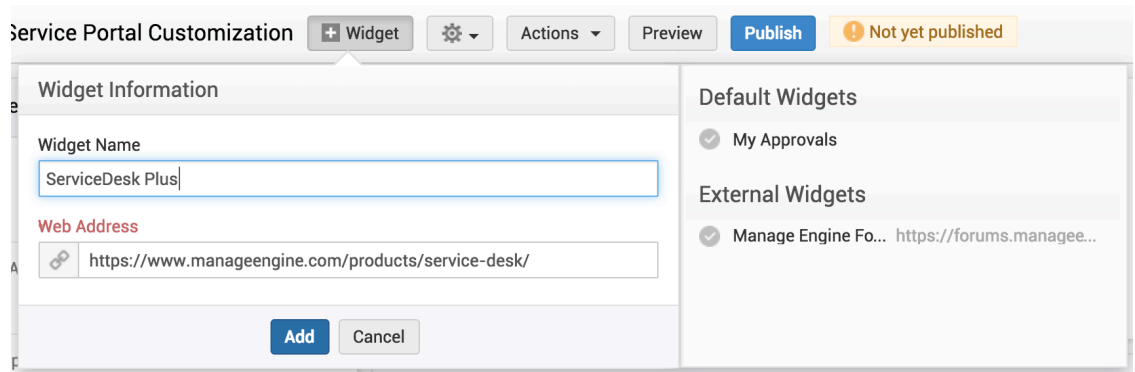 Service Portal Customization Widget Actions Preview Publish Not yet published
Widget Information
Widget Name
ServiceDesk Plus
Web Address
https://www.manageengine.com/products/service-desk/
Add Cancel
Default Widgets
My Approvals
External Widgets
Manage Engine Fo... https://forums.managee...